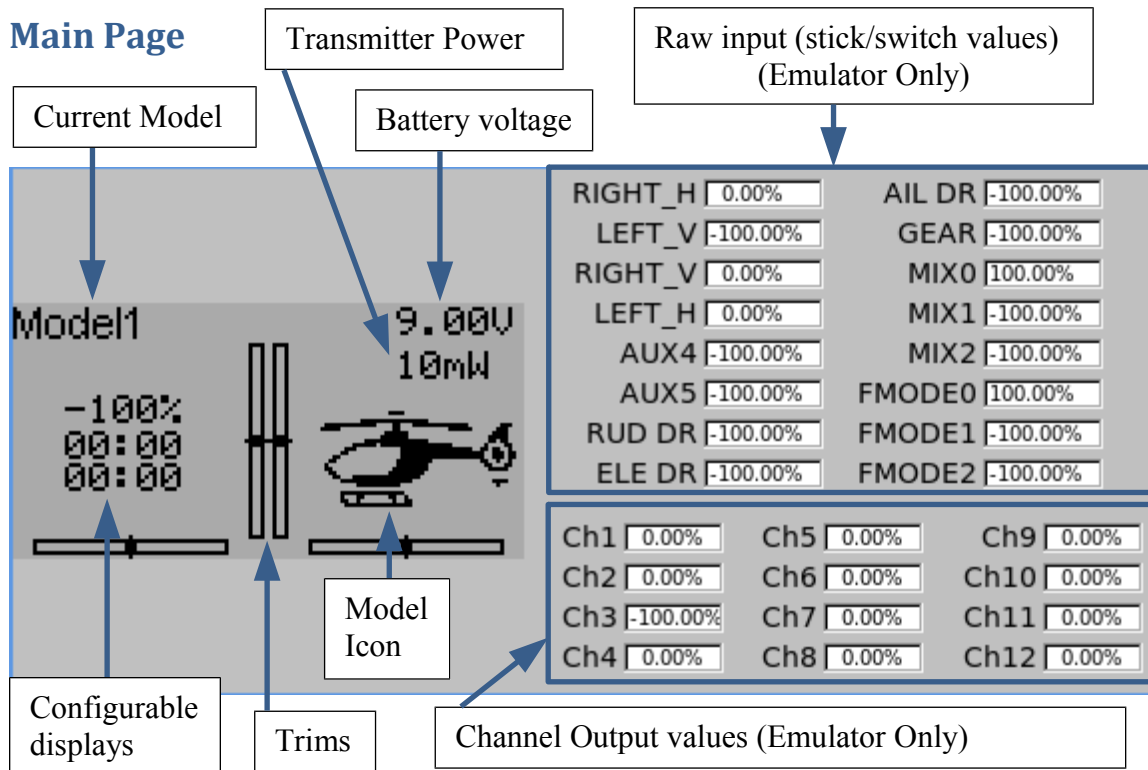 Main Page
Transmitter Power
Raw input (stick/switch values)
(Emulator Only)
Current Model
Battery voltage
RIGHT_H 0.00% AIL DR -100.00%
LEFT_V -100.00% GEAR -100.00%
RIGHT_V 0.00% MIX0 100.00%
LEFT_H 0.00% MIX1 -100.00%
AUX4 -100.00% MIX2 -100.00%
AUX5 -100.00% FMODE0 100.00%
RUD DR -100.00% FMODE1 -100.00%
ELE DR -100.00% FMODE2 -100.00%
Model1
9.00V
10mW
-100%
00:00
00:00
Ch1 0.00% Ch5 0.00% Ch9 0.00%
Ch2 0.00% Ch6 0.00% Ch10 0.00%
Ch3 -100.00% Ch7 0.00% Ch11 0.00%
Ch4 0.00% Ch8 0.00% Ch12 0.00%
Model
Icon
Configurable
displays
Trims
Channel Output values (Emulator Only)